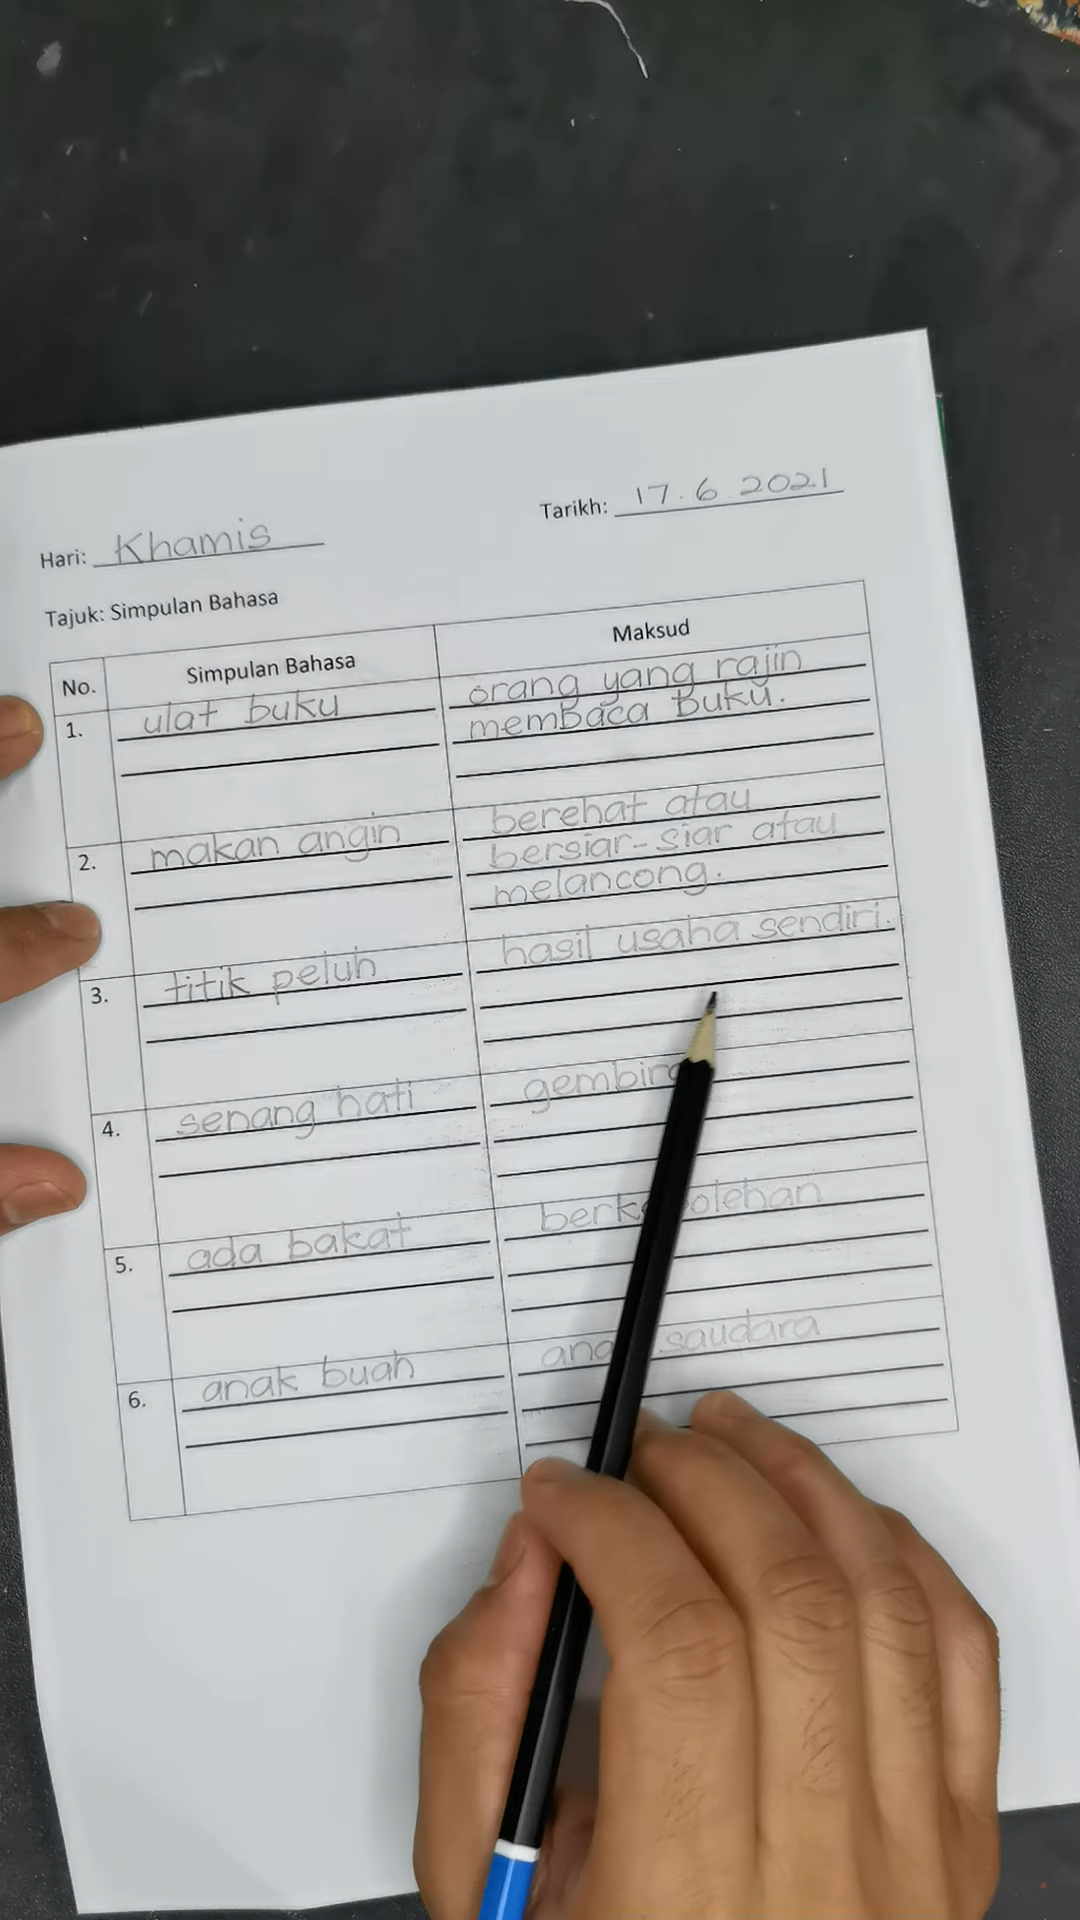 Hari: Khamis
Tarikh: 17.6.2021
Tajuk: Simpulan Bahasa
No. Simpulan Bahasa Maksud
1. ulat buku orang yang rajin
membaca buku.
2. makan angin berehat atau
bersiar-siar atau
melancong.
3. titik peluh hasil usaha sendiri.
4. senang hati
5. ada bakat
6. anak buah saudara